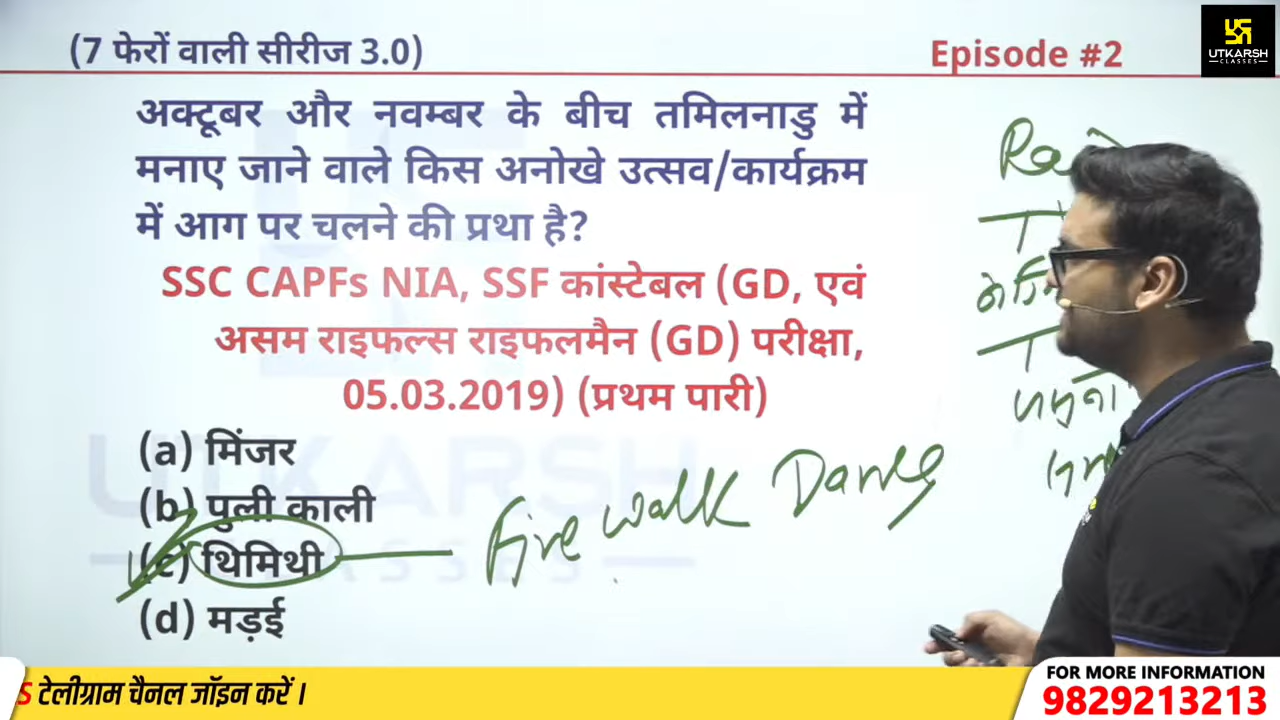 (7 फेरों वाली सीरीज 3.0)
Episode #2
UTKARSH
CLASSES
अक्टूबर और नवम्बर के बीच तमिलनाडु में
मनाए जाने वाले किस अनोखे उत्सव/कार्यक्रम
में आग पर चलने की प्रथा है?
SSC CAPFs NIA, SSF कांस्टेबल (GD, एवं
असम राइफल्स राइफलमैन (GD) परीक्षा,
05.03.2019) (प्रथम पारी)
(a) मिंजर
(b) पुली काली
(c) थिमिथी
Fire walk Dance
(d) मड़ई
UTKARSH
CLASSES
S टेलीग्राम चैनल जॉइन करें ।
FOR MORE INFORMATION
9829213213